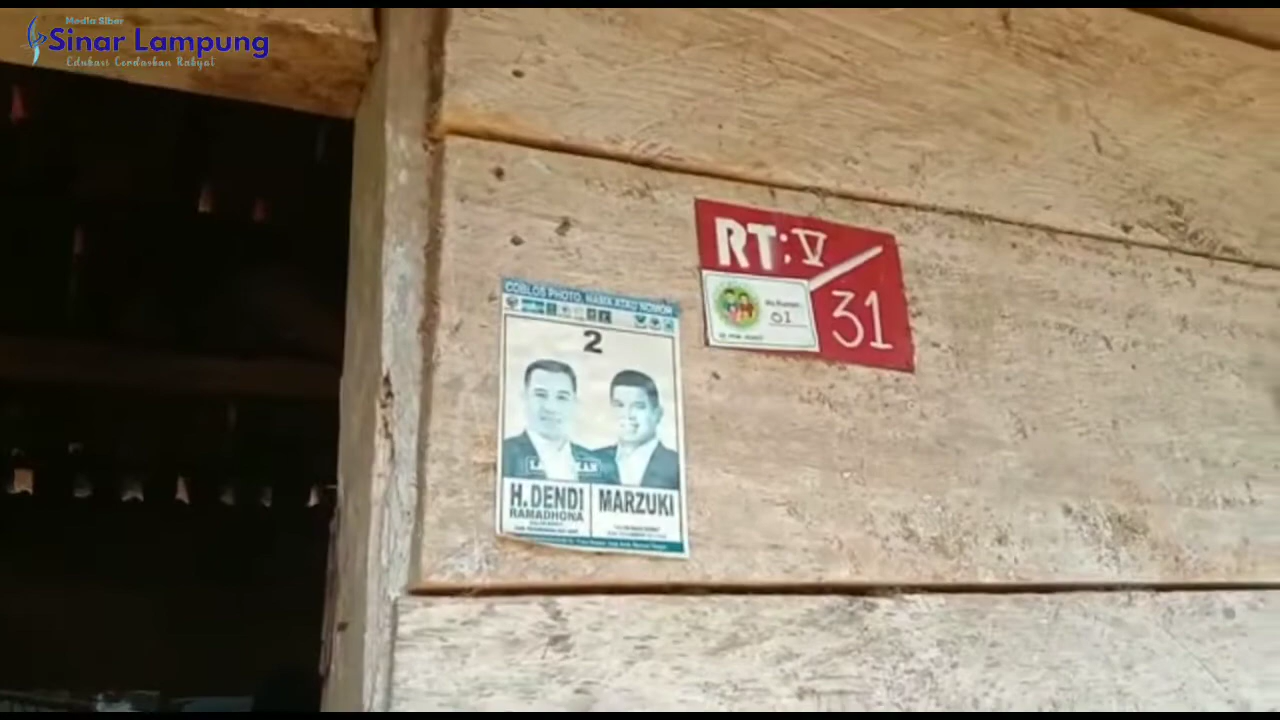 Media Siber
Sinar Lampung
Edukasi Cerdaskan Rakyat
RT:V
31
No Rumah:
01
COBLOS PHOTO, NAMA ATAU NOMOR
2
H.DENDI
RAMADHONA
MARZUKI